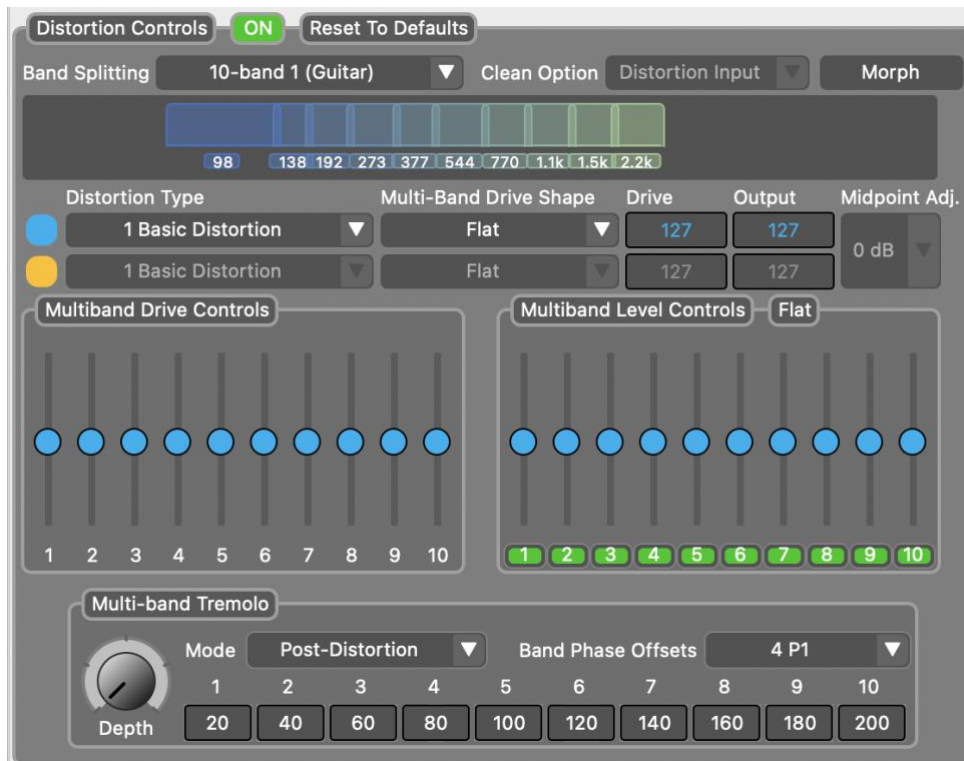 Distortion Controls ON Reset To Defaults
Band Splitting 10-band 1 (Guitar) Clean Option Distortion Input Morph
98 138 192 273 377 544 770 1.1k 1.5k 2.2k
Distortion Type Multi-Band Drive Shape Drive Output Midpoint Adj.
1 Basic Distortion Flat 127 127
0 dB
1 Basic Distortion Flat 127 127
Multiband Drive Controls Multiband Level Controls Flat
1 2 3 4 5 6 7 8 9 10 1 2 3 4 5 6 7 8 9 10
Multi-band Tremolo
Mode Post-Distortion Band Phase Offsets 4 P1
1 2 3 4 5 6 7 8 9 10
Depth 20 40 60 80 100 120 140 160 180 200